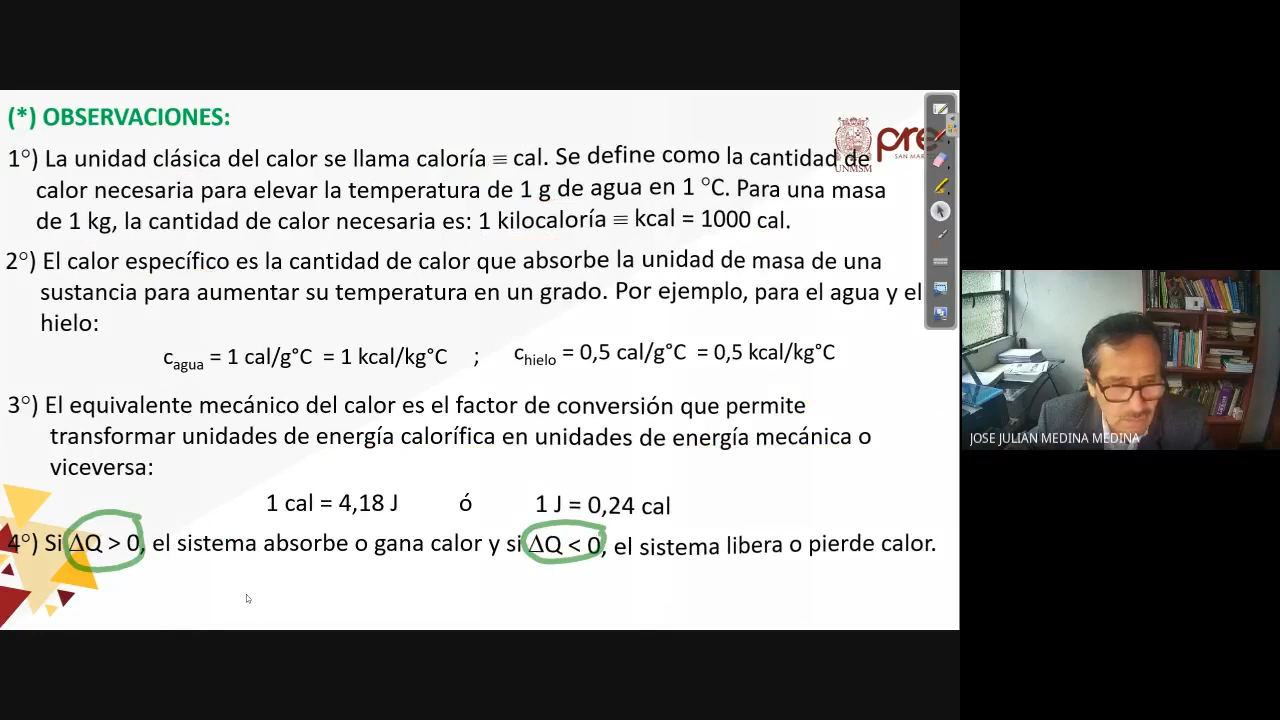 (*) OBSERVACIONES:
pre
SAN MAR
UNMSM
1°) La unidad clásica del calor se llama caloría ≡ cal. Se define como la cantidad de
calor necesaria para elevar la temperatura de 1 g de agua en 1 °C. Para una masa
de 1 kg, la cantidad de calor necesaria es: 1 kilocaloría ≡ kcal = 1000 cal.
2°) El calor específico es la cantidad de calor que absorbe la unidad de masa de una
sustancia para aumentar su temperatura en un grado. Por ejemplo, para el agua y el
hielo:
c_agua = 1 cal/g°C = 1 kcal/kg°C ; c_hielo = 0,5 cal/g°C = 0,5 kcal/kg°C
3°) El equivalente mecánico del calor es el factor de conversión que permite
transformar unidades de energía calorífica en unidades de energía mecánica o
viceversa:
1 cal = 4,18 J ó 1 J = 0,24 cal
4°) Si ΔQ > 0, el sistema absorbe o gana calor y si ΔQ < 0, el sistema libera o pierde calor.
JOSE JULIAN MEDINA MEDINA